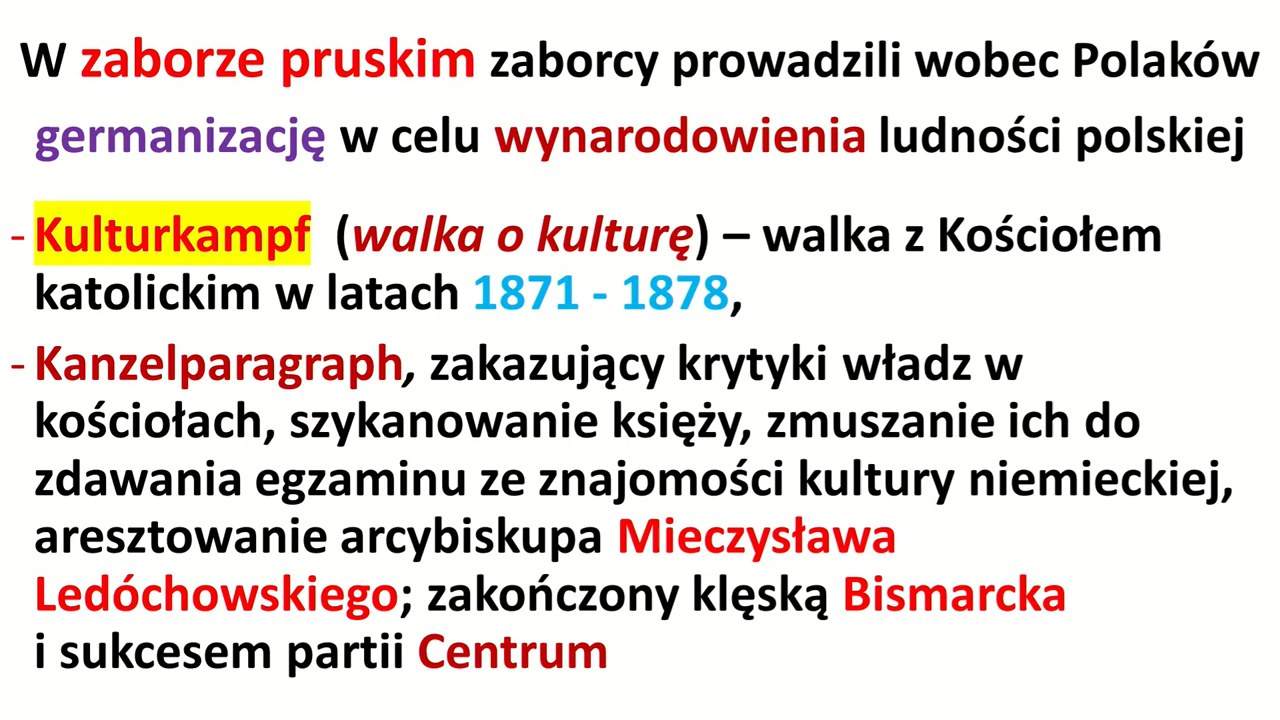 W zaborze pruskim zaborcy prowadzili wobec Polaków
germanizację w celu wynarodowienia ludności polskiej
- Kulturkampf (walka o kulturę) – walka z Kościołem
katolickim w latach 1871 - 1878,
- Kanzelparagraph, zakazujący krytyki władz w
kościołach, szykanowanie księży, zmuszanie ich do
zdawania egzaminu ze znajomości kultury niemieckiej,
aresztowanie arcybiskupa Mieczysława
Ledóchowskiego; zakończony klęską Bismarcka
i sukcesem partii Centrum